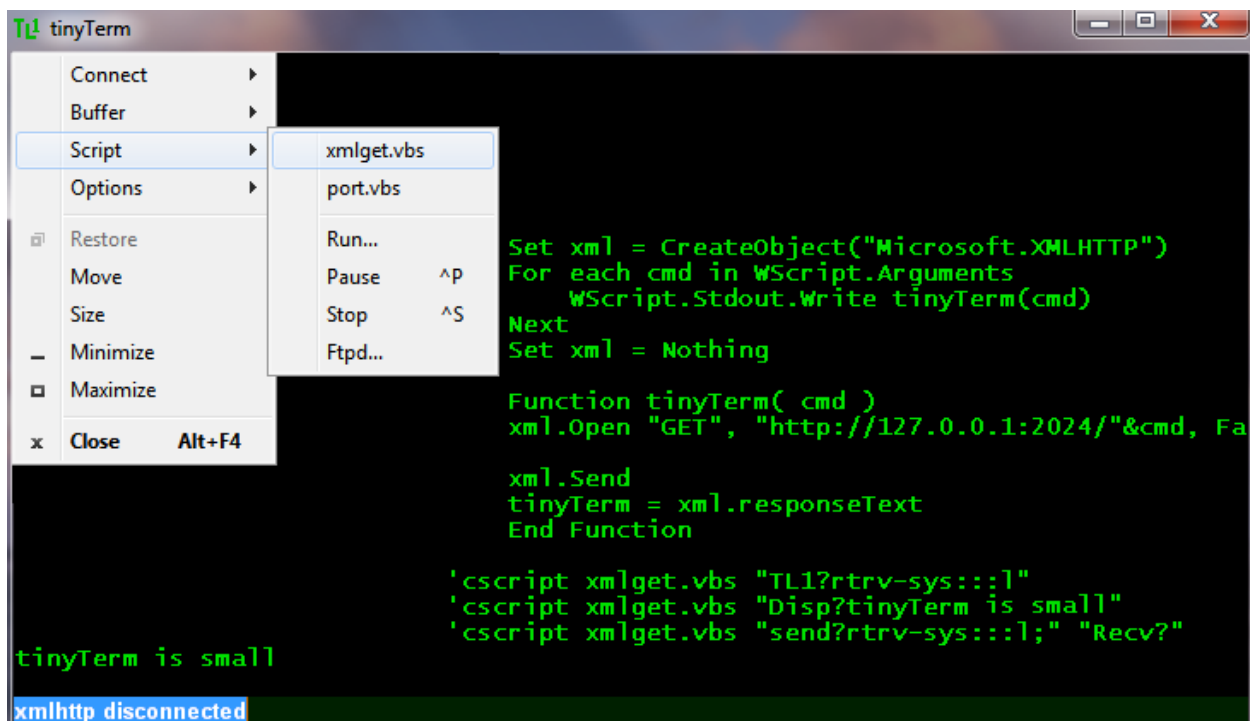 TL1 tinyTerm
Connect
Buffer
Script
Options
Restore
Move
Size
Minimize
Maximize
x Close Alt+F4
xmlget.vbs
port.vbs
Run...
Pause ^P
Stop ^S
Ftpd...
Set xml = CreateObject("Microsoft.XMLHTTP")
For each cmd in WScript.Arguments
WScript.Stdout.Write tinyTerm(cmd)
Next
Set xml = Nothing
Function tinyTerm( cmd )
xml.Open "GET", "http://127.0.0.1:2024/"&cmd, Fa
xml.Send
tinyTerm = xml.responseText
End Function
'cscript xmlget.vbs "TL1?rtrv-sys:::l"
'cscript xmlget.vbs "Disp?tinyTerm is small"
'cscript xmlget.vbs "send?rtrv-sys:::l;" "Recv?"
tinyTerm is small
xmlhttp disconnected